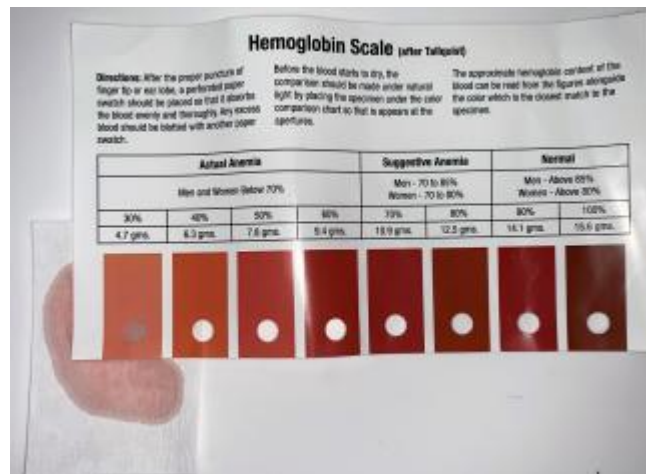 Hemoglobin Scale (after Tallquist)
Directions: After the proper puncture of
finger tip or ear lobe, a perforated paper
swatch should be placed so that it absorbs
the blood evenly and thoroughly. Any excess
blood should be blotted with another paper
swatch.
Before the blood starts to dry, the
comparison should be made under natural
light by placing the specimen under the color
comparison chart so that is appears at the
apertures.
The approximate hemoglobin content of the
blood can be read from the figures alongside
the color which is the closest match to the
specimen.
Actual Anemia Suggestive Anemia Normal
Men and Women Below 70%
Men - 70 to 85%
Women - 70 to 80%
Men - Above 85%
Women - Above 80%
30% 40% 50% 60% 70% 80% 90% 100%
4.7 gms. 6.3 gms. 7.8 gms. 9.4 gms. 10.9 gms. 12.5 gms. 14.1 gms. 15.6 gms.